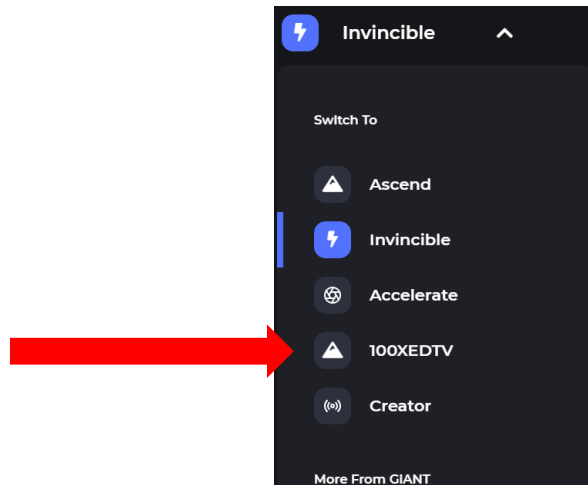 Invincible
Switch To
Ascend
Invincible
Accelerate
100XEDTV
Creator
More From GIANT